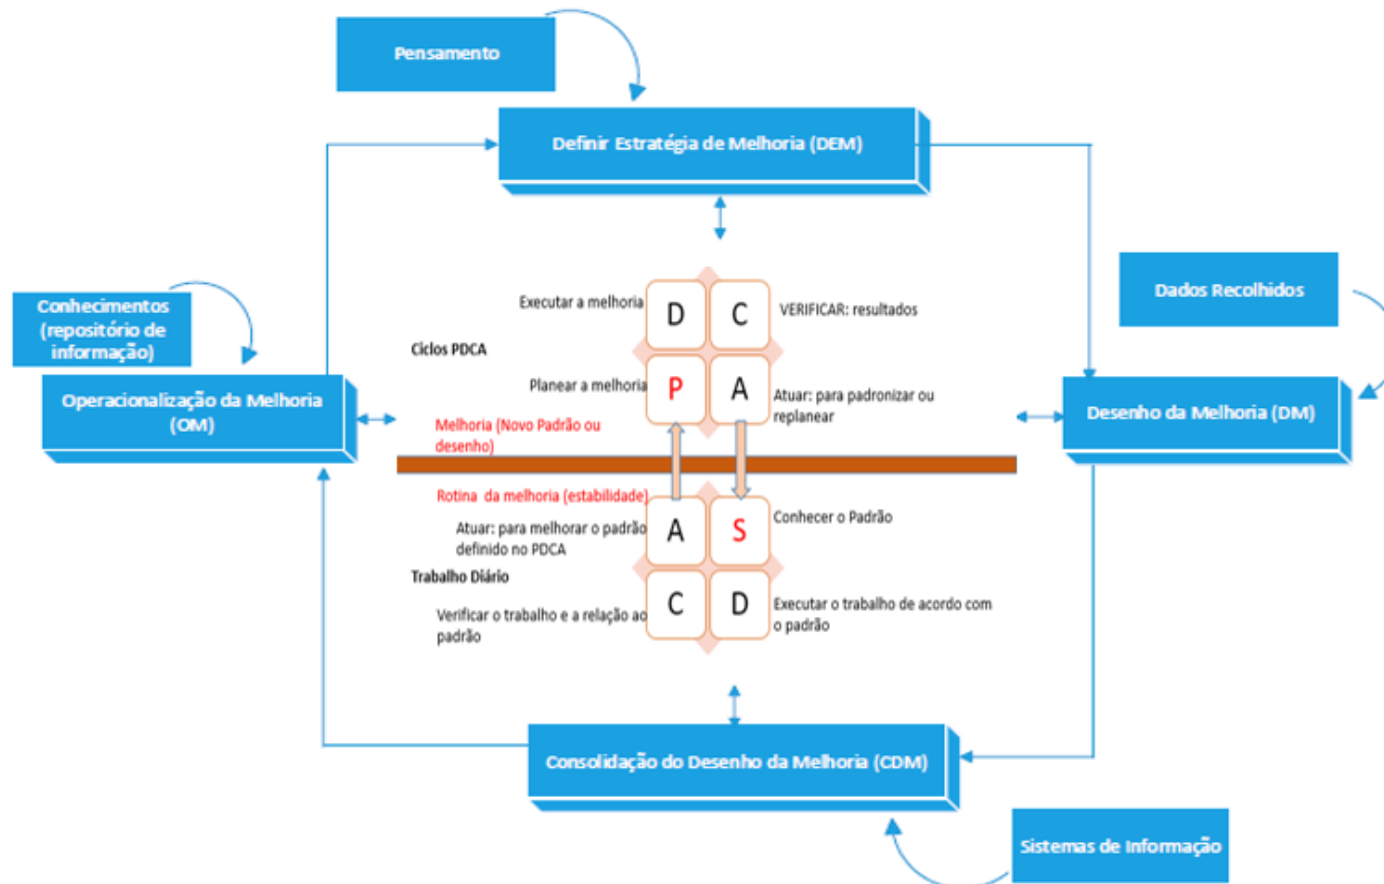 Pensamento
Definir Estratégia de Melhoria (DEM)
Dados Recolhidos
Conhecimentos
(repositório de
informação)
Operacionalização da Melhoria
(OM)
Desenho da Melhoria (DM)
Executar a melhoria
D
C
VERIFICAR: resultados
Ciclos PDCA
Planear a melhoria
P
A
Atuar: para padronizar ou
replanear
Melhoria (Novo Padrão ou
desenho)
Rotina da melhoria (estabilidade)
Atuar: para melhorar o padrão
definido no PDCA
A
S
Conhecer o Padrão
Trabalho Diário
Verificar o trabalho e a relação ao
padrão
C
D
Executar o trabalho de acordo com
o padrão
Consolidação do Desenho da Melhoria (CDM)
Sistemas de Informação